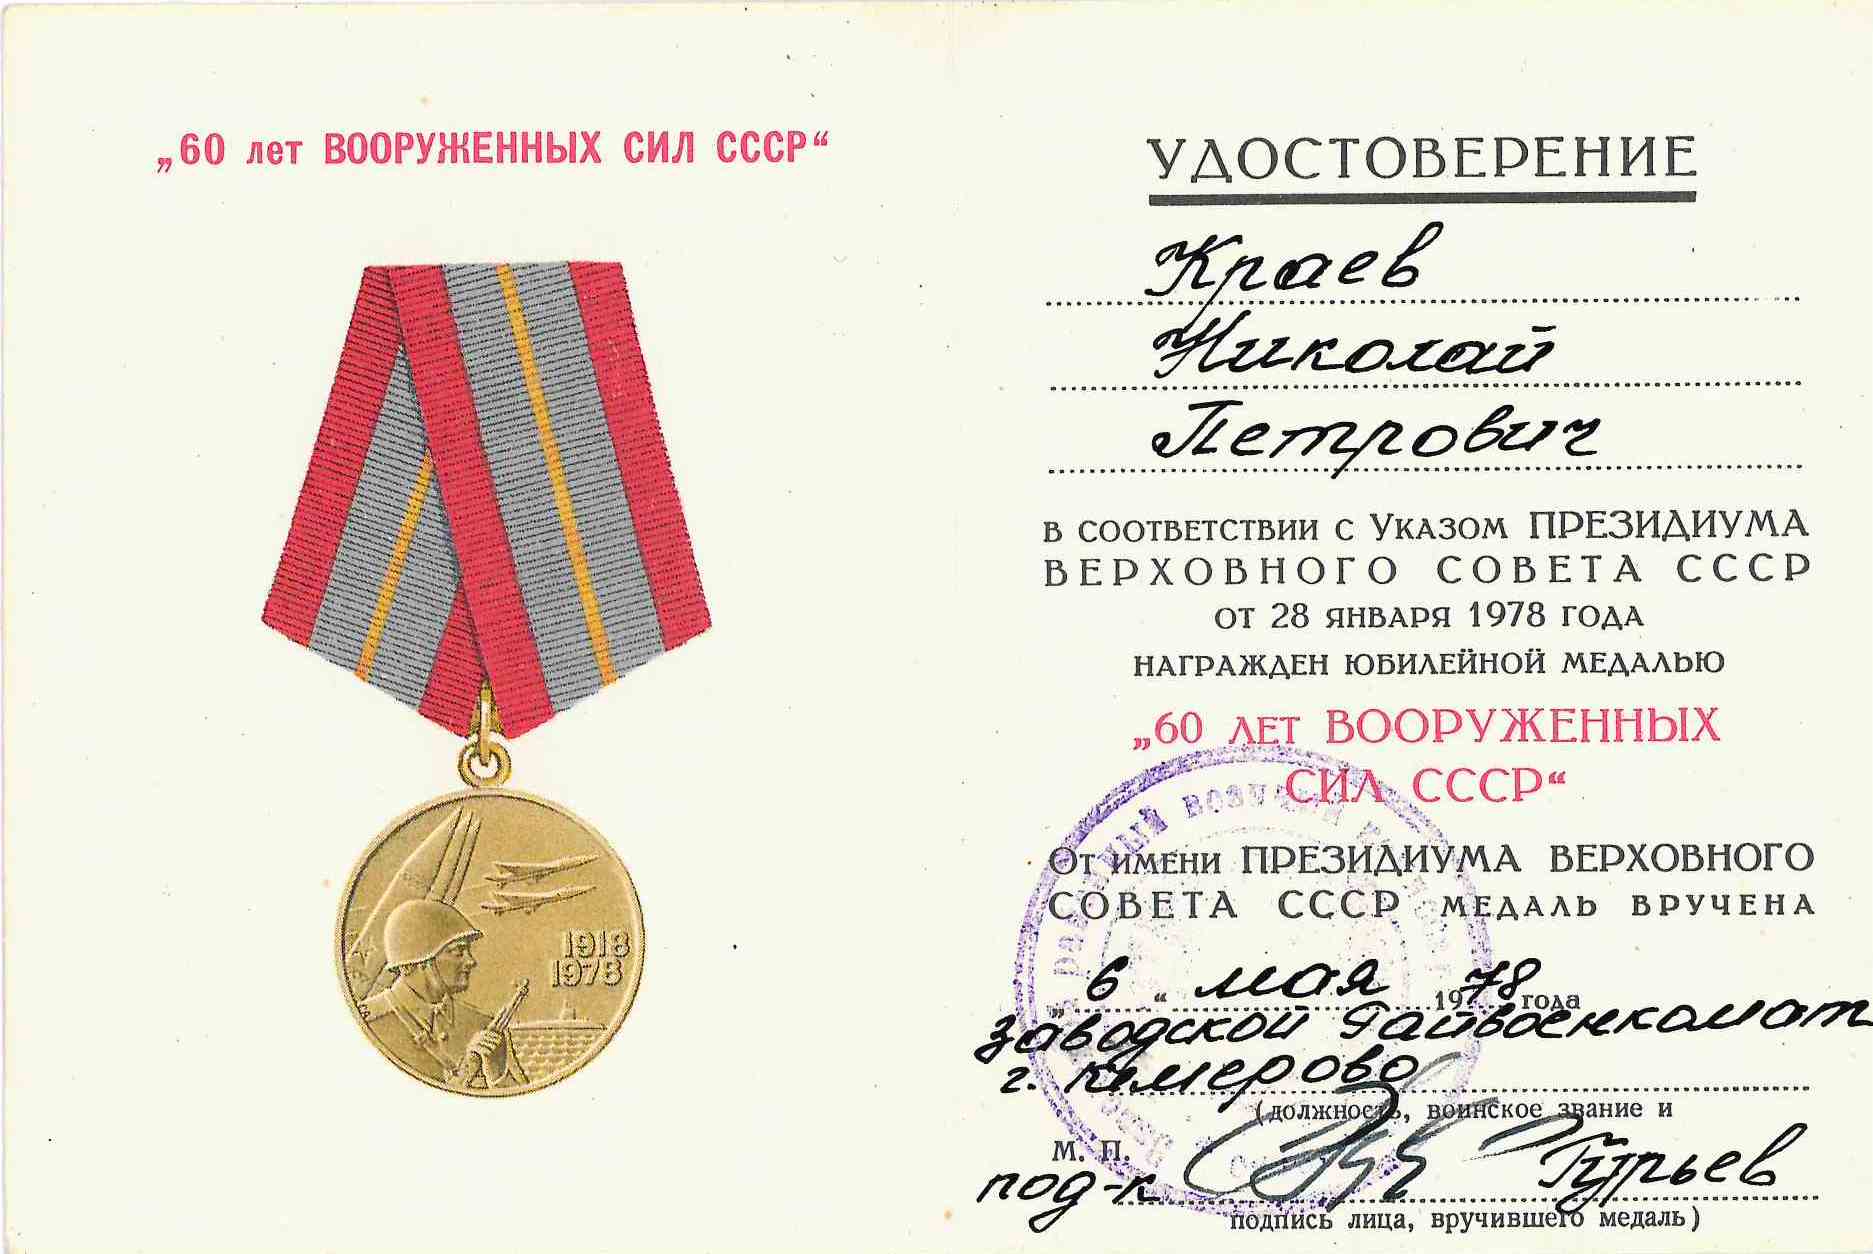 „60 лет ВООРУЖЕННЫХ СИЛ СССР“
1918
1978
УДОСТОВЕРЕНИЕ
Краев
Николай
Петрович
В СООТВЕТСТВИИ С УКАЗОМ ПРЕЗИДИУМА
ВЕРХОВНОГО СОВЕТА СССР
ОТ 28 ЯНВАРЯ 1978 ГОДА
НАГРАЖДЕН ЮБИЛЕЙНОЙ МЕДАЛЬЮ
„60 ЛЕТ ВООРУЖЕННЫХ
СИЛ СССР“
ОТ ИМЕНИ ПРЕЗИДИУМА ВЕРХОВНОГО
СОВЕТА СССР МЕДАЛЬ ВРУЧЕНА
„6“ мая 1978 года
Заводской Райвоенкомат
г. Кемерово
(должность, воинское звание и
М. П.
под-к Гурьев
подпись лица, вручившего медаль)